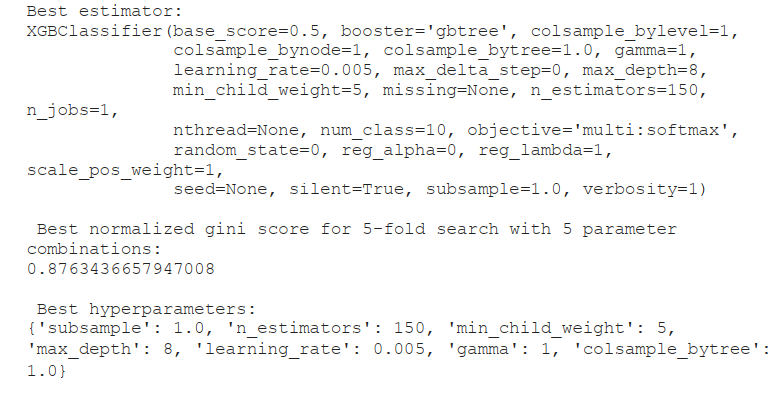 Best estimator:
XGBClassifier(base_score=0.5, booster='gbtree', colsample_bylevel=1,
              colsample_bynode=1, colsample_bytree=1.0, gamma=1,
              learning_rate=0.005, max_delta_step=0, max_depth=8,
              min_child_weight=5, missing=None, n_estimators=150,
n_jobs=1,
              nthread=None, num_class=10, objective='multi:softmax',
              random_state=0, reg_alpha=0, reg_lambda=1,
scale_pos_weight=1,
              seed=None, silent=True, subsample=1.0, verbosity=1)

 Best normalized gini score for 5-fold search with 5 parameter
combinations:
0.8763436657947008

 Best hyperparameters:
{'subsample': 1.0, 'n_estimators': 150, 'min_child_weight': 5,
'max_depth': 8, 'learning_rate': 0.005, 'gamma': 1, 'colsample_bytree':
1.0}